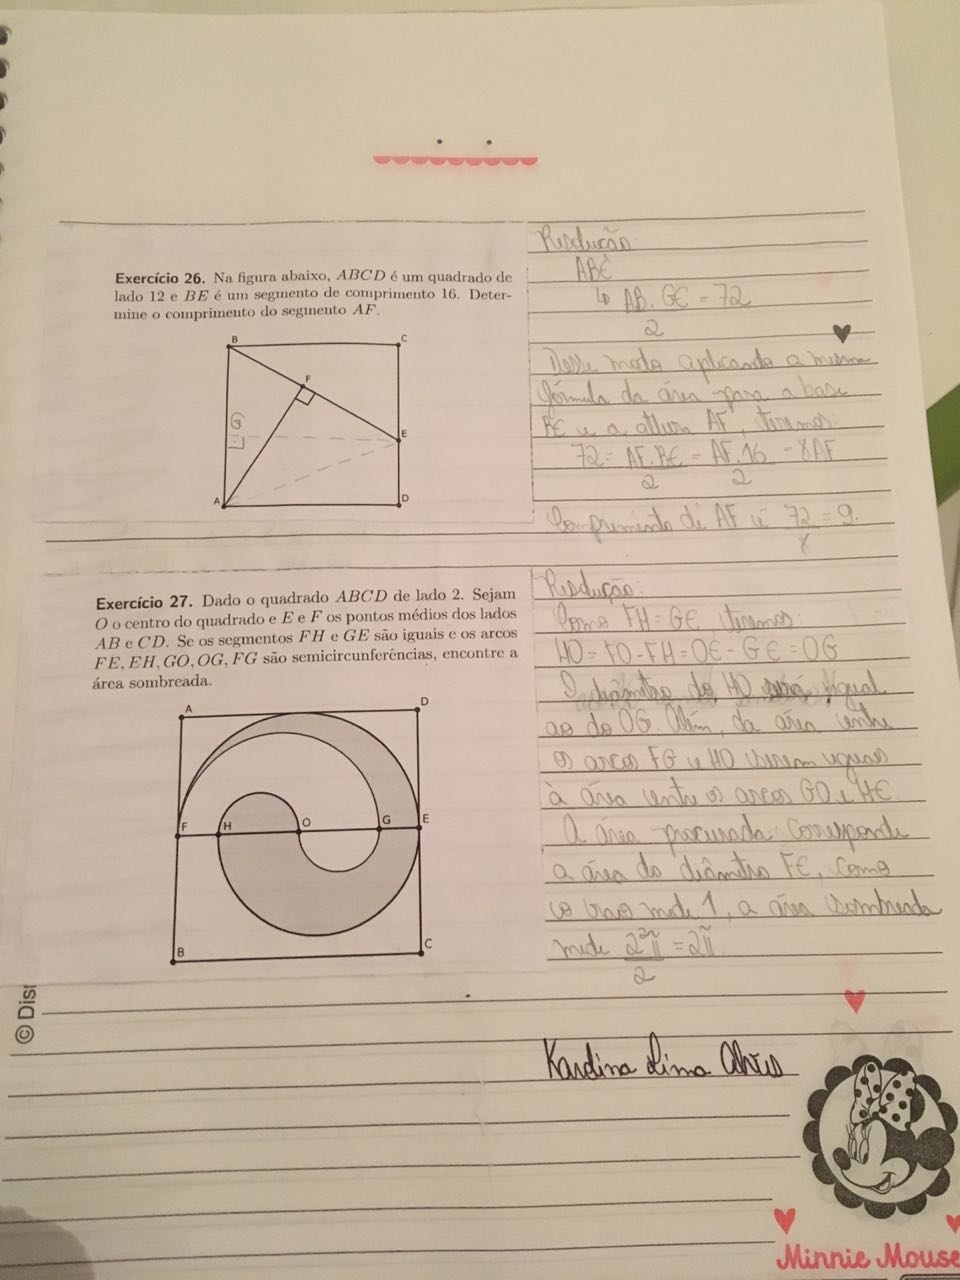 Exercício 26. Na figura abaixo, ABCD é um quadrado de
lado 12 e BE é um segmento de comprimento 16. Deter-
mine o comprimento do segmento AF.
B
C
F
G
E
A
D
Resolução:
ABE
↳ AB. GE = 72
2
Desse modo aplicando a mesma
fórmula da área para a base
BE e a altura AF, teremos:
72 = AF.BE = AF.16 = 8AF
2 2
Comprimento de AF é 72 = 9.
8
Exercício 27. Dado o quadrado ABCD de lado 2. Sejam
O o centro do quadrado e E e F os pontos médios dos lados
AB e CD. Se os segmentos FH e GE são iguais e os arcos
FE, EH, GO, OG, FG são semicircunferências, encontre a
área sombreada.
A
D
F
H
O
G
E
B
C
Resolução:
Como FH = GE, teremos:
HO = FO - FH = OE - GE = OG
O diâmetro do HO será igual
ao do OG. Além, da área entre
os arcos FG e HO serem iguais
à área entre os arcos GO e HE.
A área procurada corresponde
a área do diâmetro FE, como
o raio mede 1, a área sombreada
mede 2²π = 2π
2
Karolina Lima Alves
© Disn
Minnie Mouse